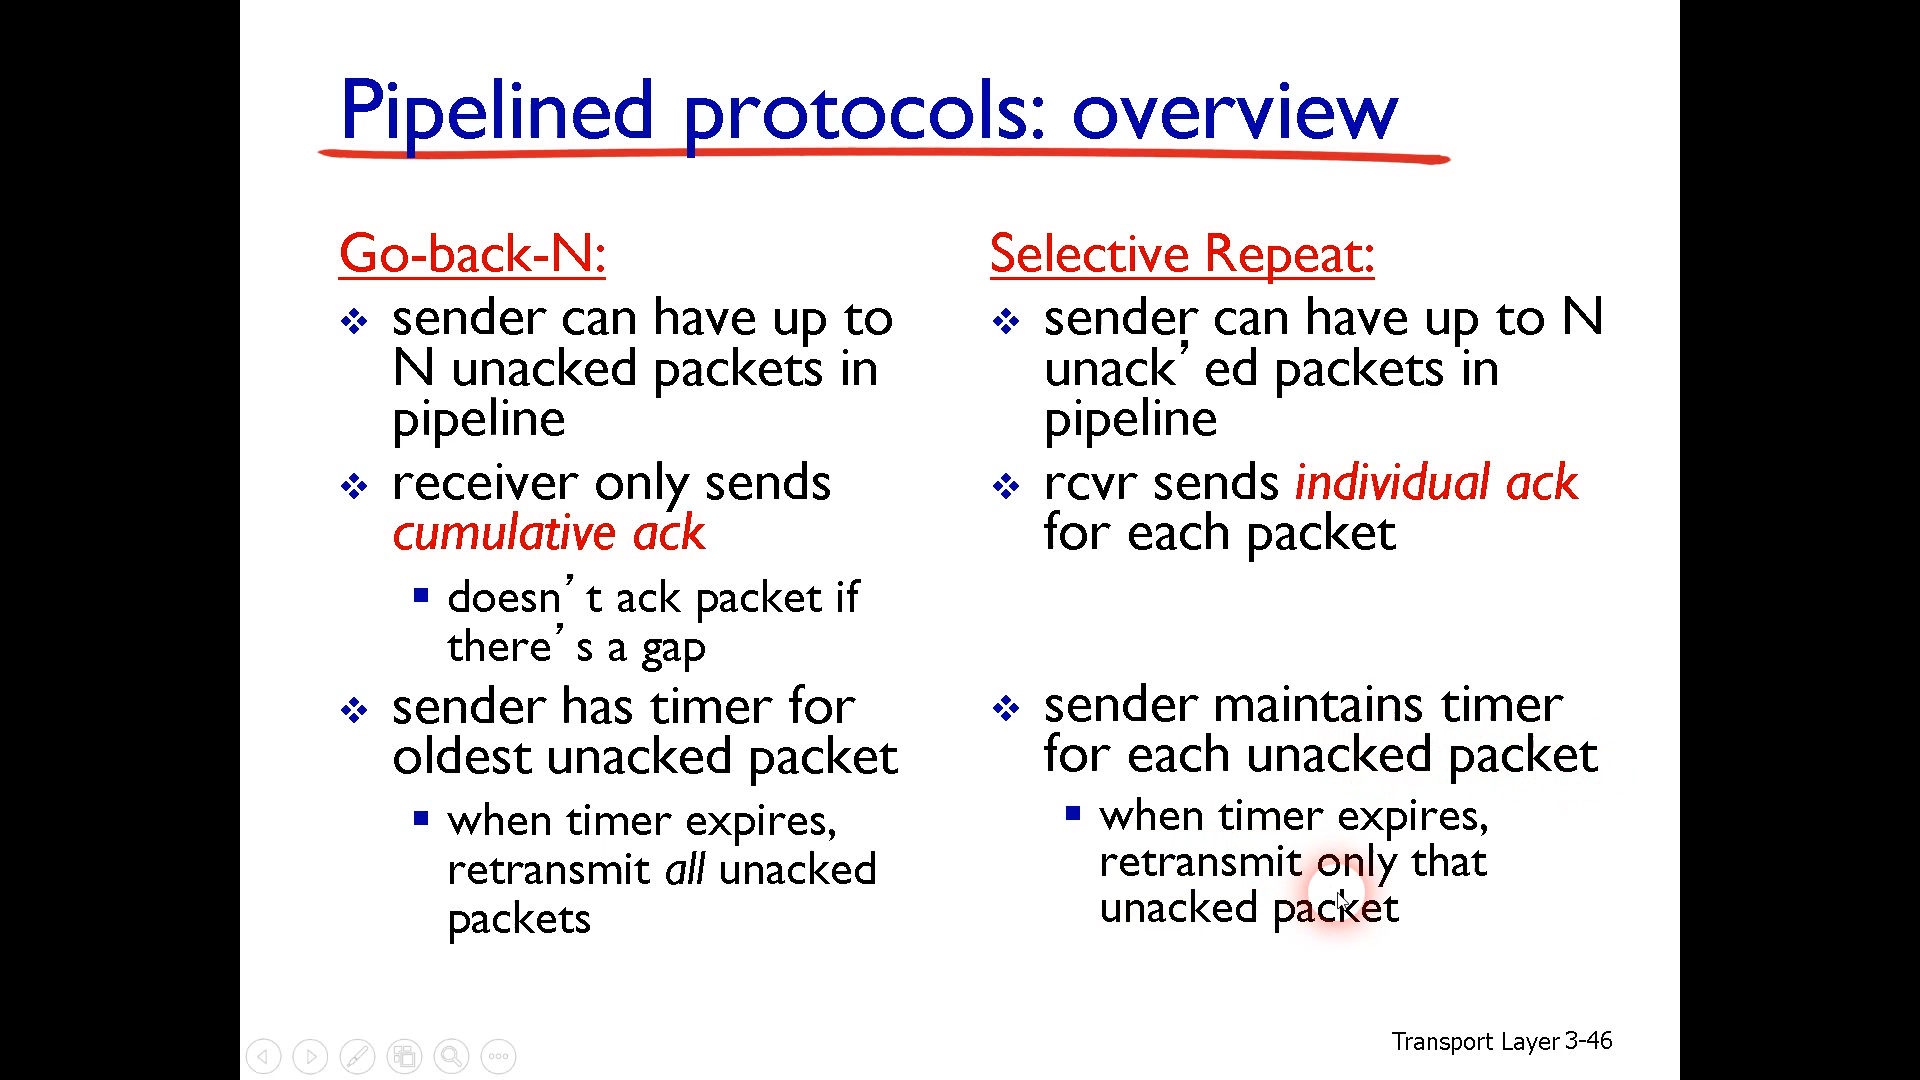 Pipelined protocols: overview
Go-back-N:
sender can have up to
N unacked packets in
pipeline
receiver only sends
cumulative ack
doesn’t ack packet if
there’s a gap
sender has timer for
oldest unacked packet
when timer expires,
retransmit all unacked
packets
Selective Repeat:
sender can have up to N
unack’ed packets in
pipeline
rcvr sends individual ack
for each packet
sender maintains timer
for each unacked packet
when timer expires,
retransmit only that
unacked packet
Transport Layer 3-46